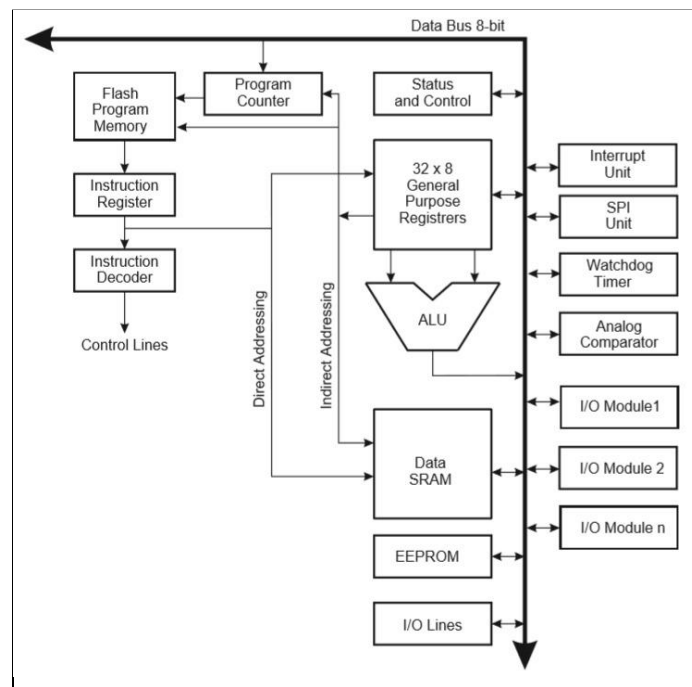 Data Bus 8-bit
Flash
Program
Memory
Program
Counter
Status
and Control
Instruction
Register
32 x 8
General
Purpose
Registrers
Interrupt
Unit
SPI
Unit
Instruction
Decoder
Watchdog
Timer
ALU
Analog
Comparator
Control Lines
Direct Addressing
Indirect Addressing
I/O Module1
Data
SRAM
I/O Module 2
I/O Module n
EEPROM
I/O Lines